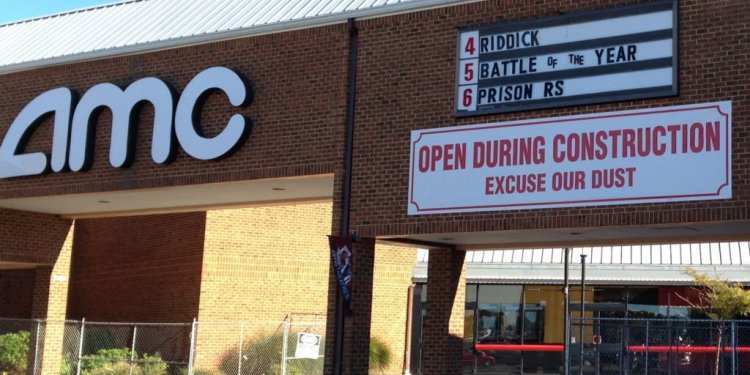 amc
4 RIDDICK
5 BATTLE OF THE YEAR
6 PRISON RS
OPEN DURING CONSTRUCTION
EXCUSE OUR DUST